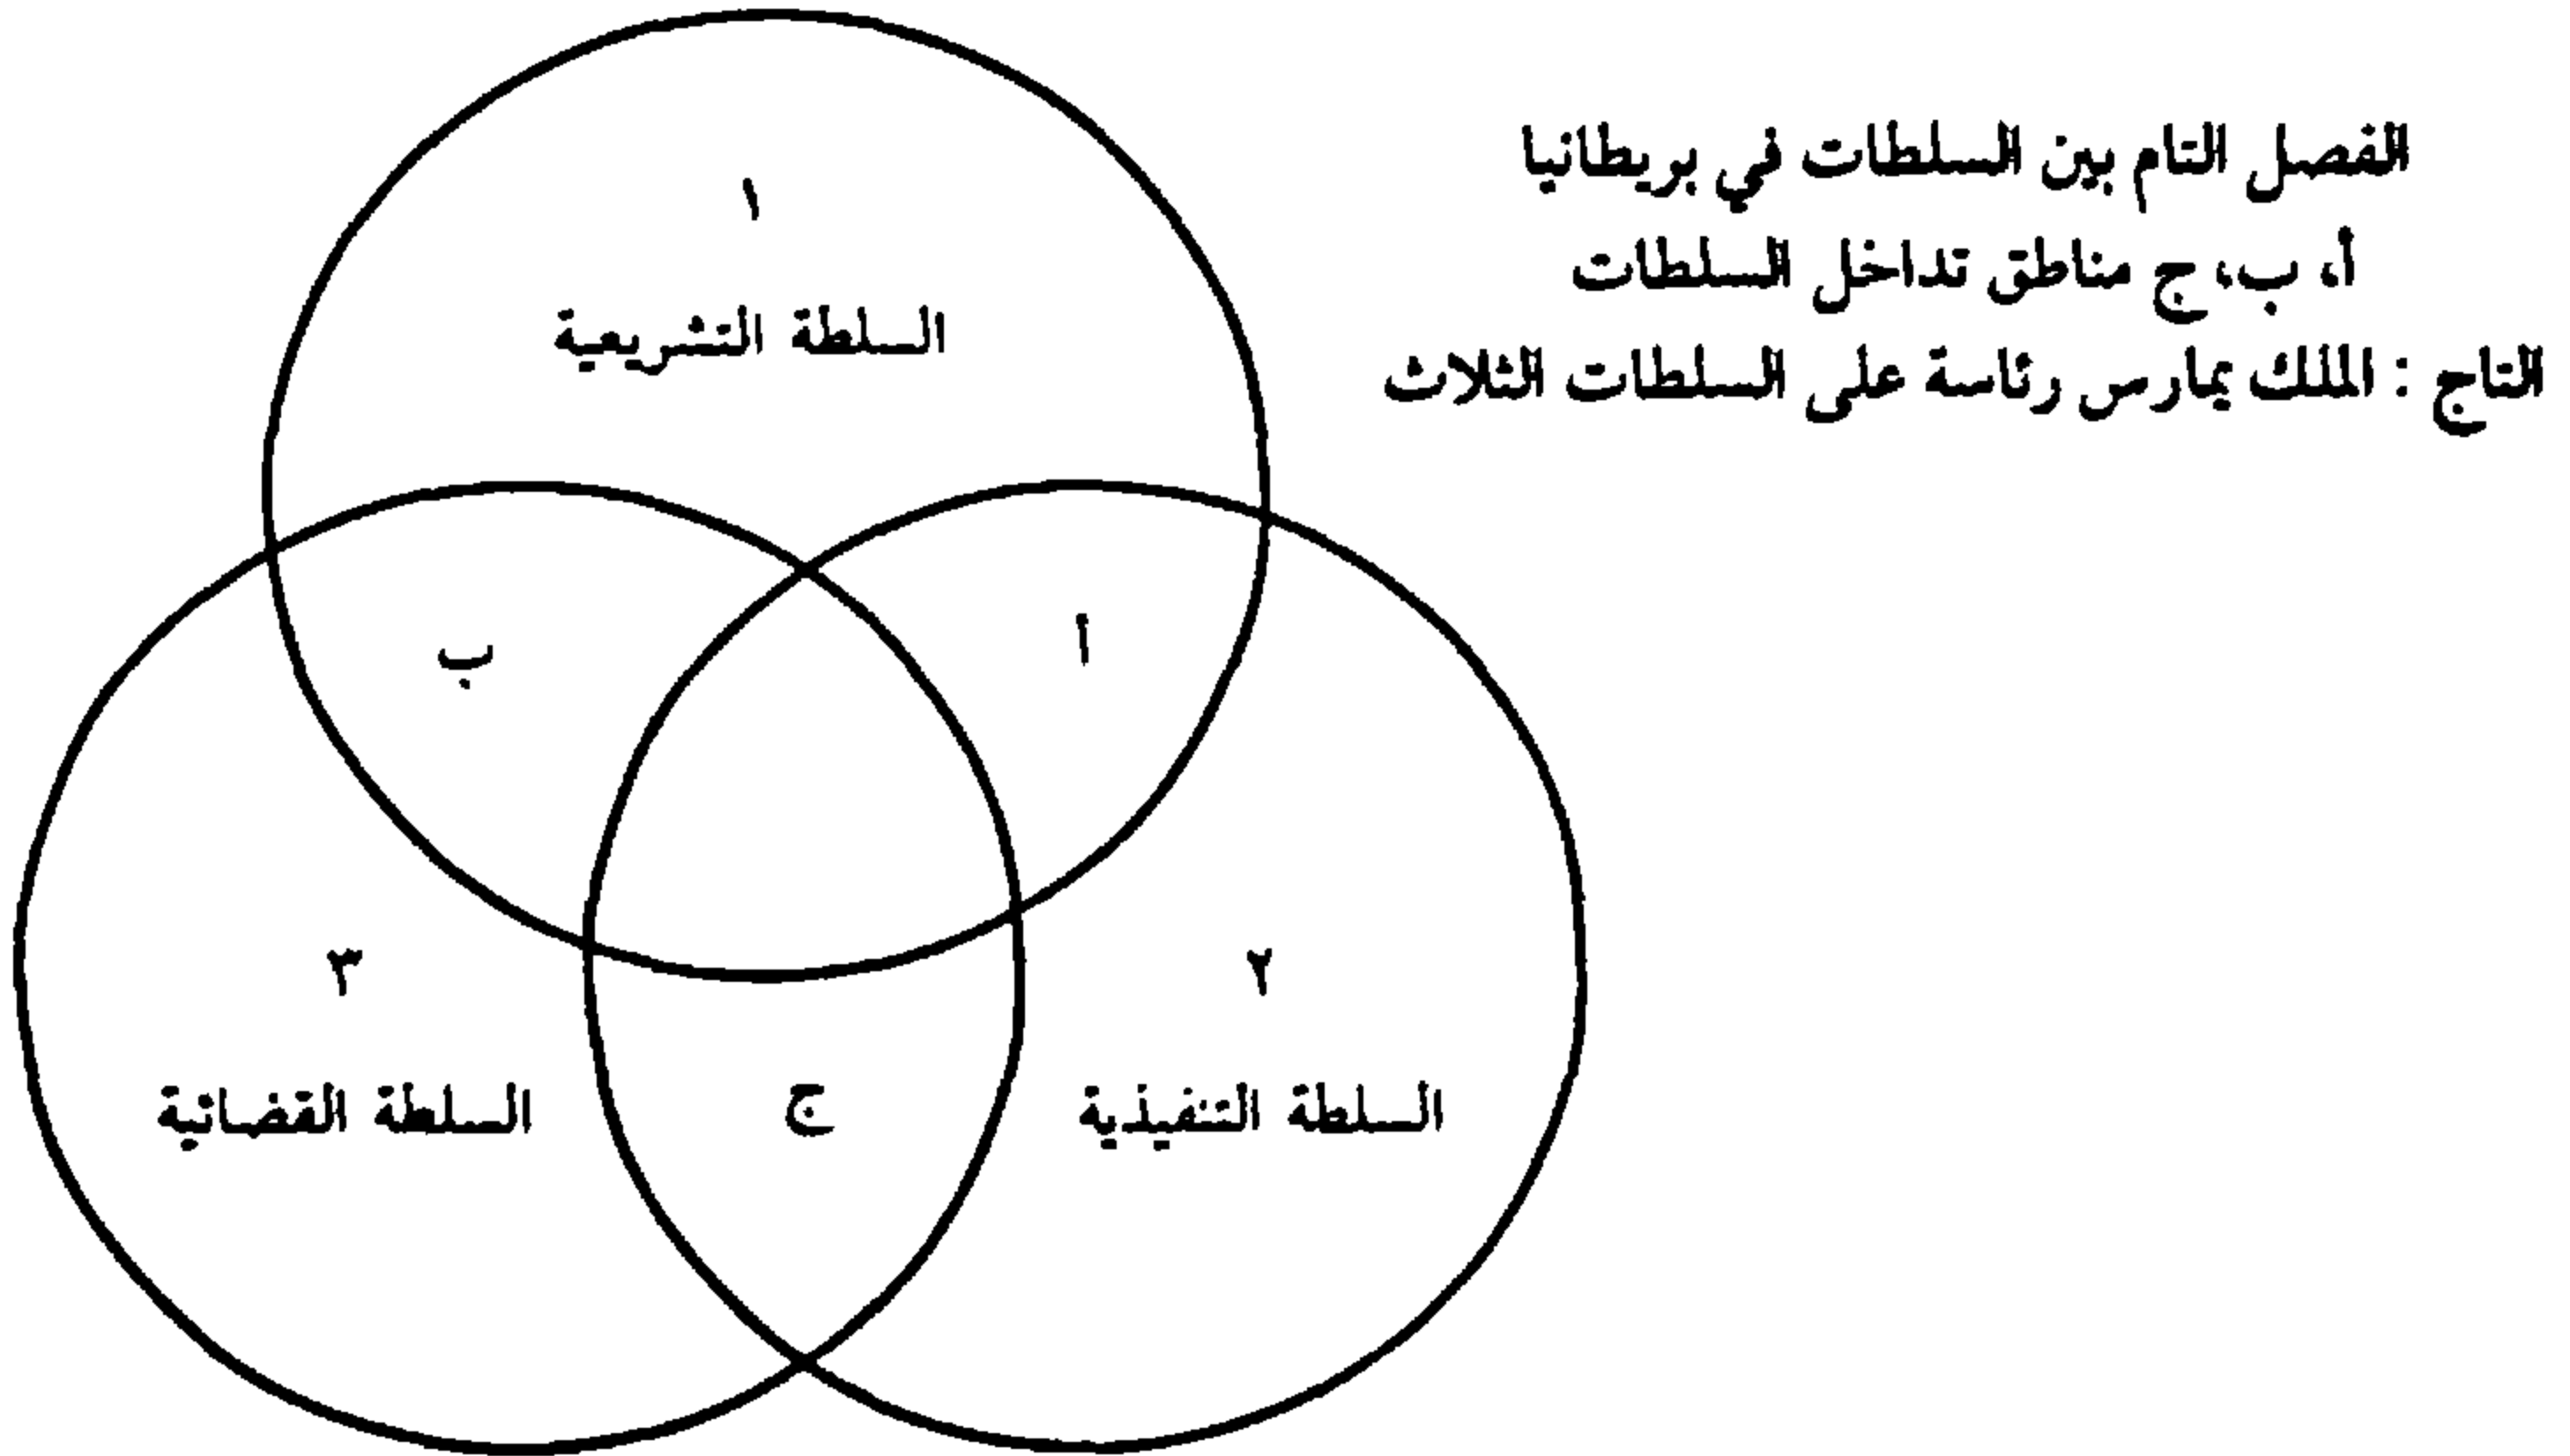 الفصل التام بين السلطات في بريطانيا
أ، ب، ج مناطق تداخل السلطات
التاج : الملك يمارس رئاسة على السلطات الثلاث
١
السلطة التشريعية
أ
ب
٢
السلطة التنفيذية
ج
٣
السلطة القضائية